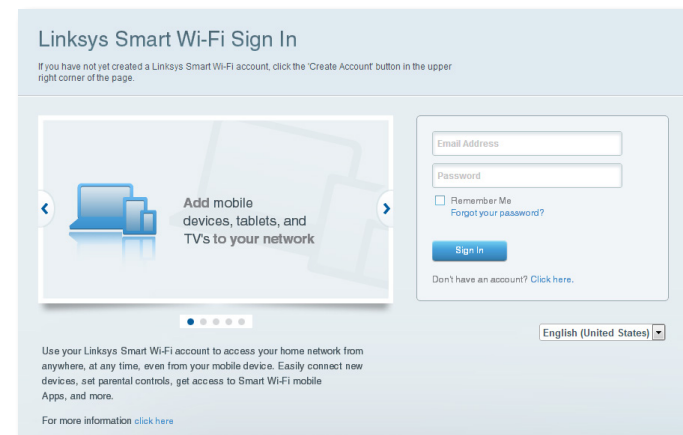 Linksys Smart Wi-Fi Sign In
If you have not yet created a Linksys Smart Wi-Fi account, click the 'Create Account' button in the upper
right corner of the page.
Add mobile
devices, tablets, and
TV's to your network
Email Address
Password
Remember Me
Forgot your password?
Sign In
Don't have an account? Click here.
English (United States)
Use your Linksys Smart Wi-Fi account to access your home network from
anywhere, at any time, even from your mobile device. Easily connect new
devices, set parental controls, get access to Smart Wi-Fi mobile
Apps, and more.
For more information click here